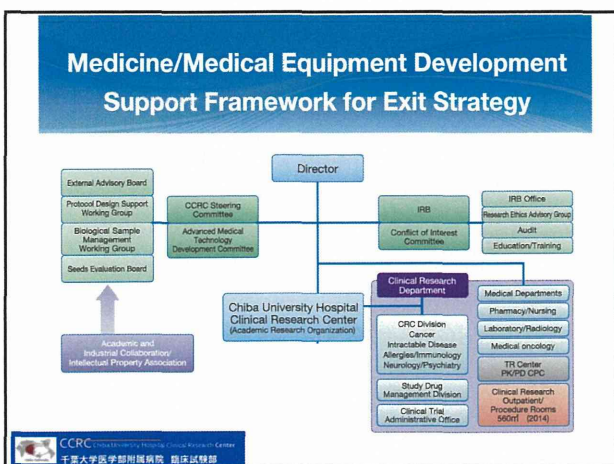 Medicine/Medical Equipment Development
Support Framework for Exit Strategy
Director
External Advisory Board
Protocol Design Support
Working Group
Biological Sample
Management
Working Group
Seeds Evaluation Board
CCRC Steering
Committee
Advanced Medical
Technology
Development Committee
IRB
Conflict of Interest
Committee
IRB Office
Research Ethics Advisory Group
Audit
Education/Training
Academic and
Industrial Collaboration/
Intellectual Property Association
Chiba University Hospital
Clinical Research Center
(Academic Research Organization)
Clinical Research
Department
CRC Division
Cancer
Intractable Disease
Allergies/Immunology
Neurology/Psychiatry
Study Drug
Management Division
Clinical Trial
Administrative Office
Medical Departments
Pharmacy/Nursing
Laboratory/Radiology
Medical oncology
TR Center
PK/PD CPC
Clinical Research
Outpatient/
Procedure Rooms
560㎡ (2014)
CCRC Chiba University Hospital Clinical Research Center
千葉大学医学部附属病院 臨床試験部